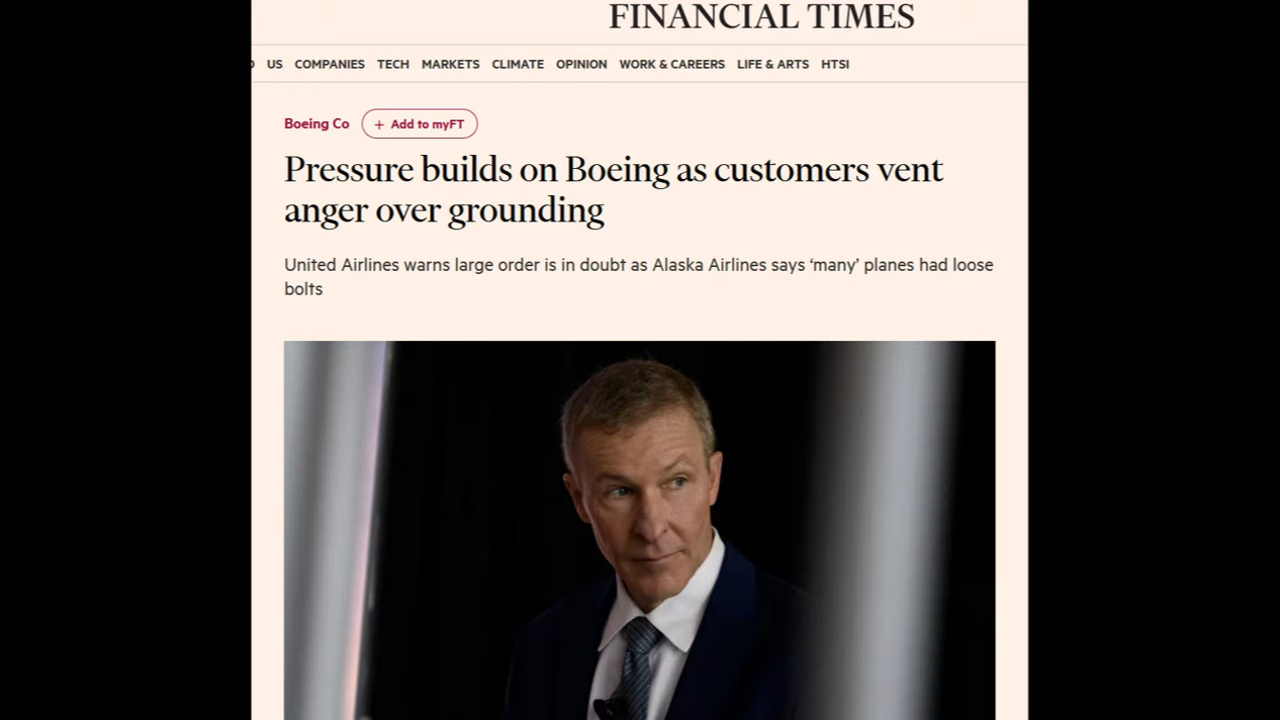 FINANCIAL TIMES
US COMPANIES TECH MARKETS CLIMATE OPINION WORK & CAREERS LIFE & ARTS HTSI
Boeing Co + Add to myFT
Pressure builds on Boeing as customers vent
anger over grounding
United Airlines warns large order is in doubt as Alaska Airlines says ‘many’ planes had loose
bolts